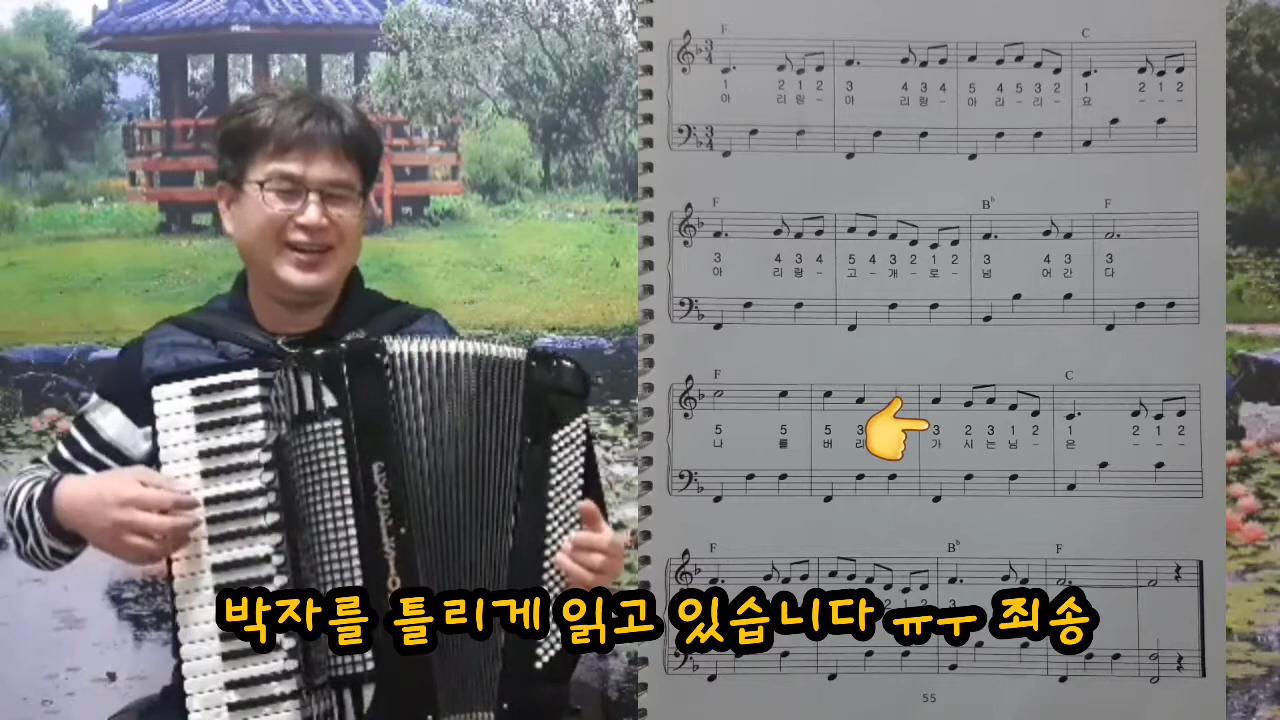 F C
1 2 1 2 3 4 3 4 5 4 5 3 2 1 2 1 2
아 리 랑 - 아 리 랑 - 아 라 - 리 - 요 - - -
F B♭ F
3 4 3 4 5 4 3 2 1 2 3 4 3 3
아 리 랑 - 고 - 개 - 로 - 넘 어 간 다
F C
5 5 5 3 3 2 3 1 2 1 2 1 2
나 를 버 리 가 시 는 님 - 은 - - -
F B♭ F
박자를 틀리게 읽고 있습니다 ㅠㅜ 죄송
55